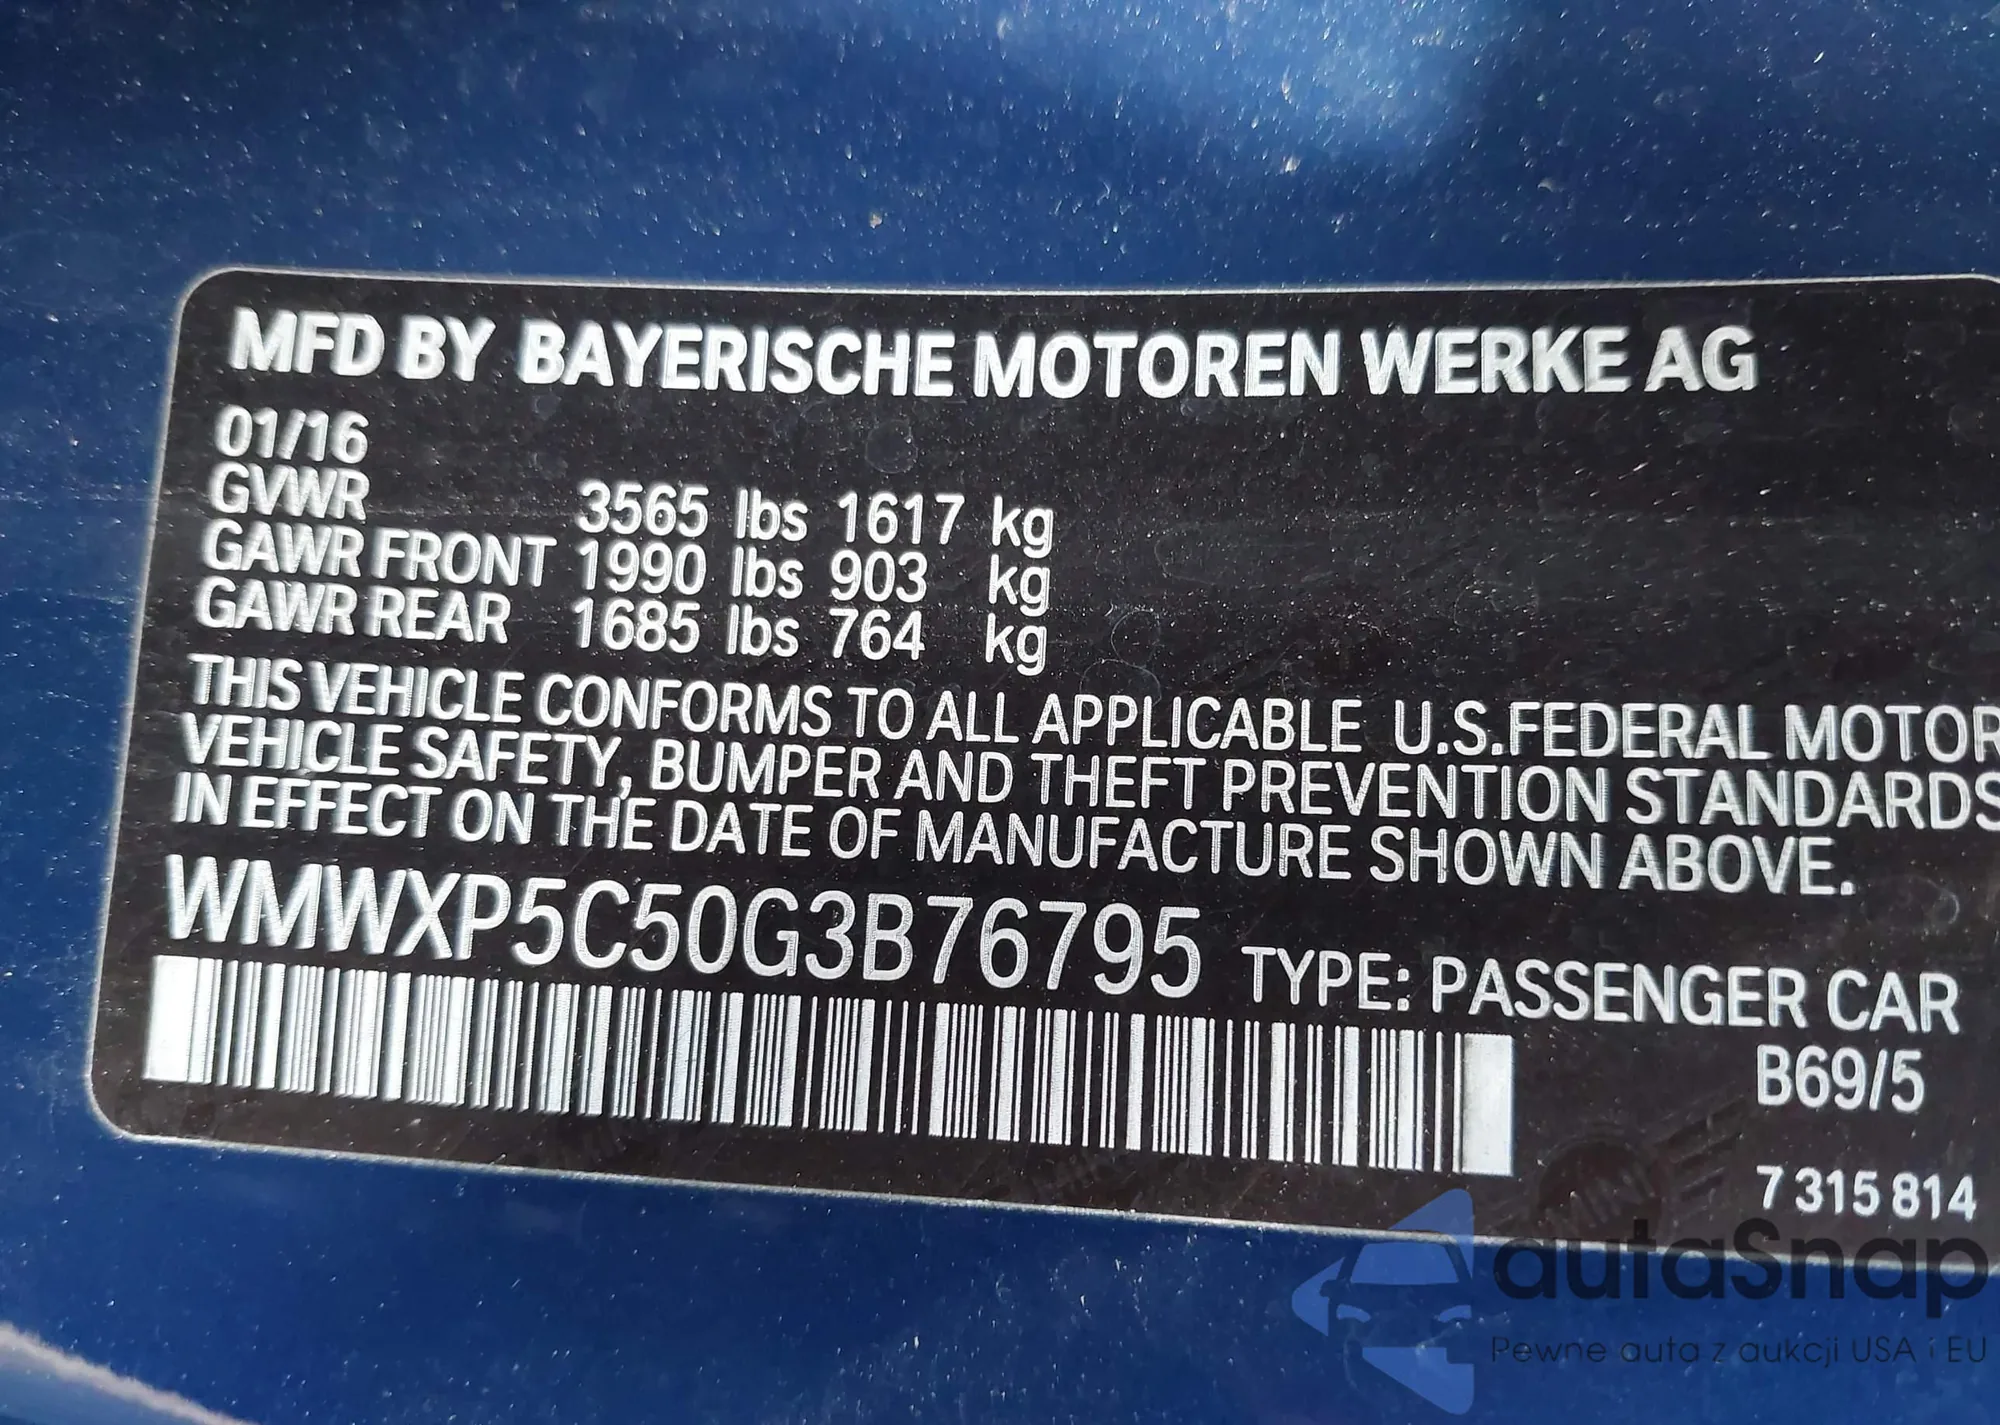 MFD BY BAYERISCHE MOTOREN WERKE AG
01/16
GVWR 3565 lbs 1617 kg
GAWR FRONT 1990 lbs 903 kg
GAWR REAR 1685 lbs 764 kg
THIS VEHICLE CONFORMS TO ALL APPLICABLE U.S.FEDERAL MOTOR
VEHICLE SAFETY, BUMPER AND THEFT PREVENTION STANDARDS
IN EFFECT ON THE DATE OF MANUFACTURE SHOWN ABOVE.
WMWXP5C50G3B76795 TYPE: PASSENGER CAR
B69/5
7 315 814
MINI
autaSnap
Pewne auta z aukcji USA i EU